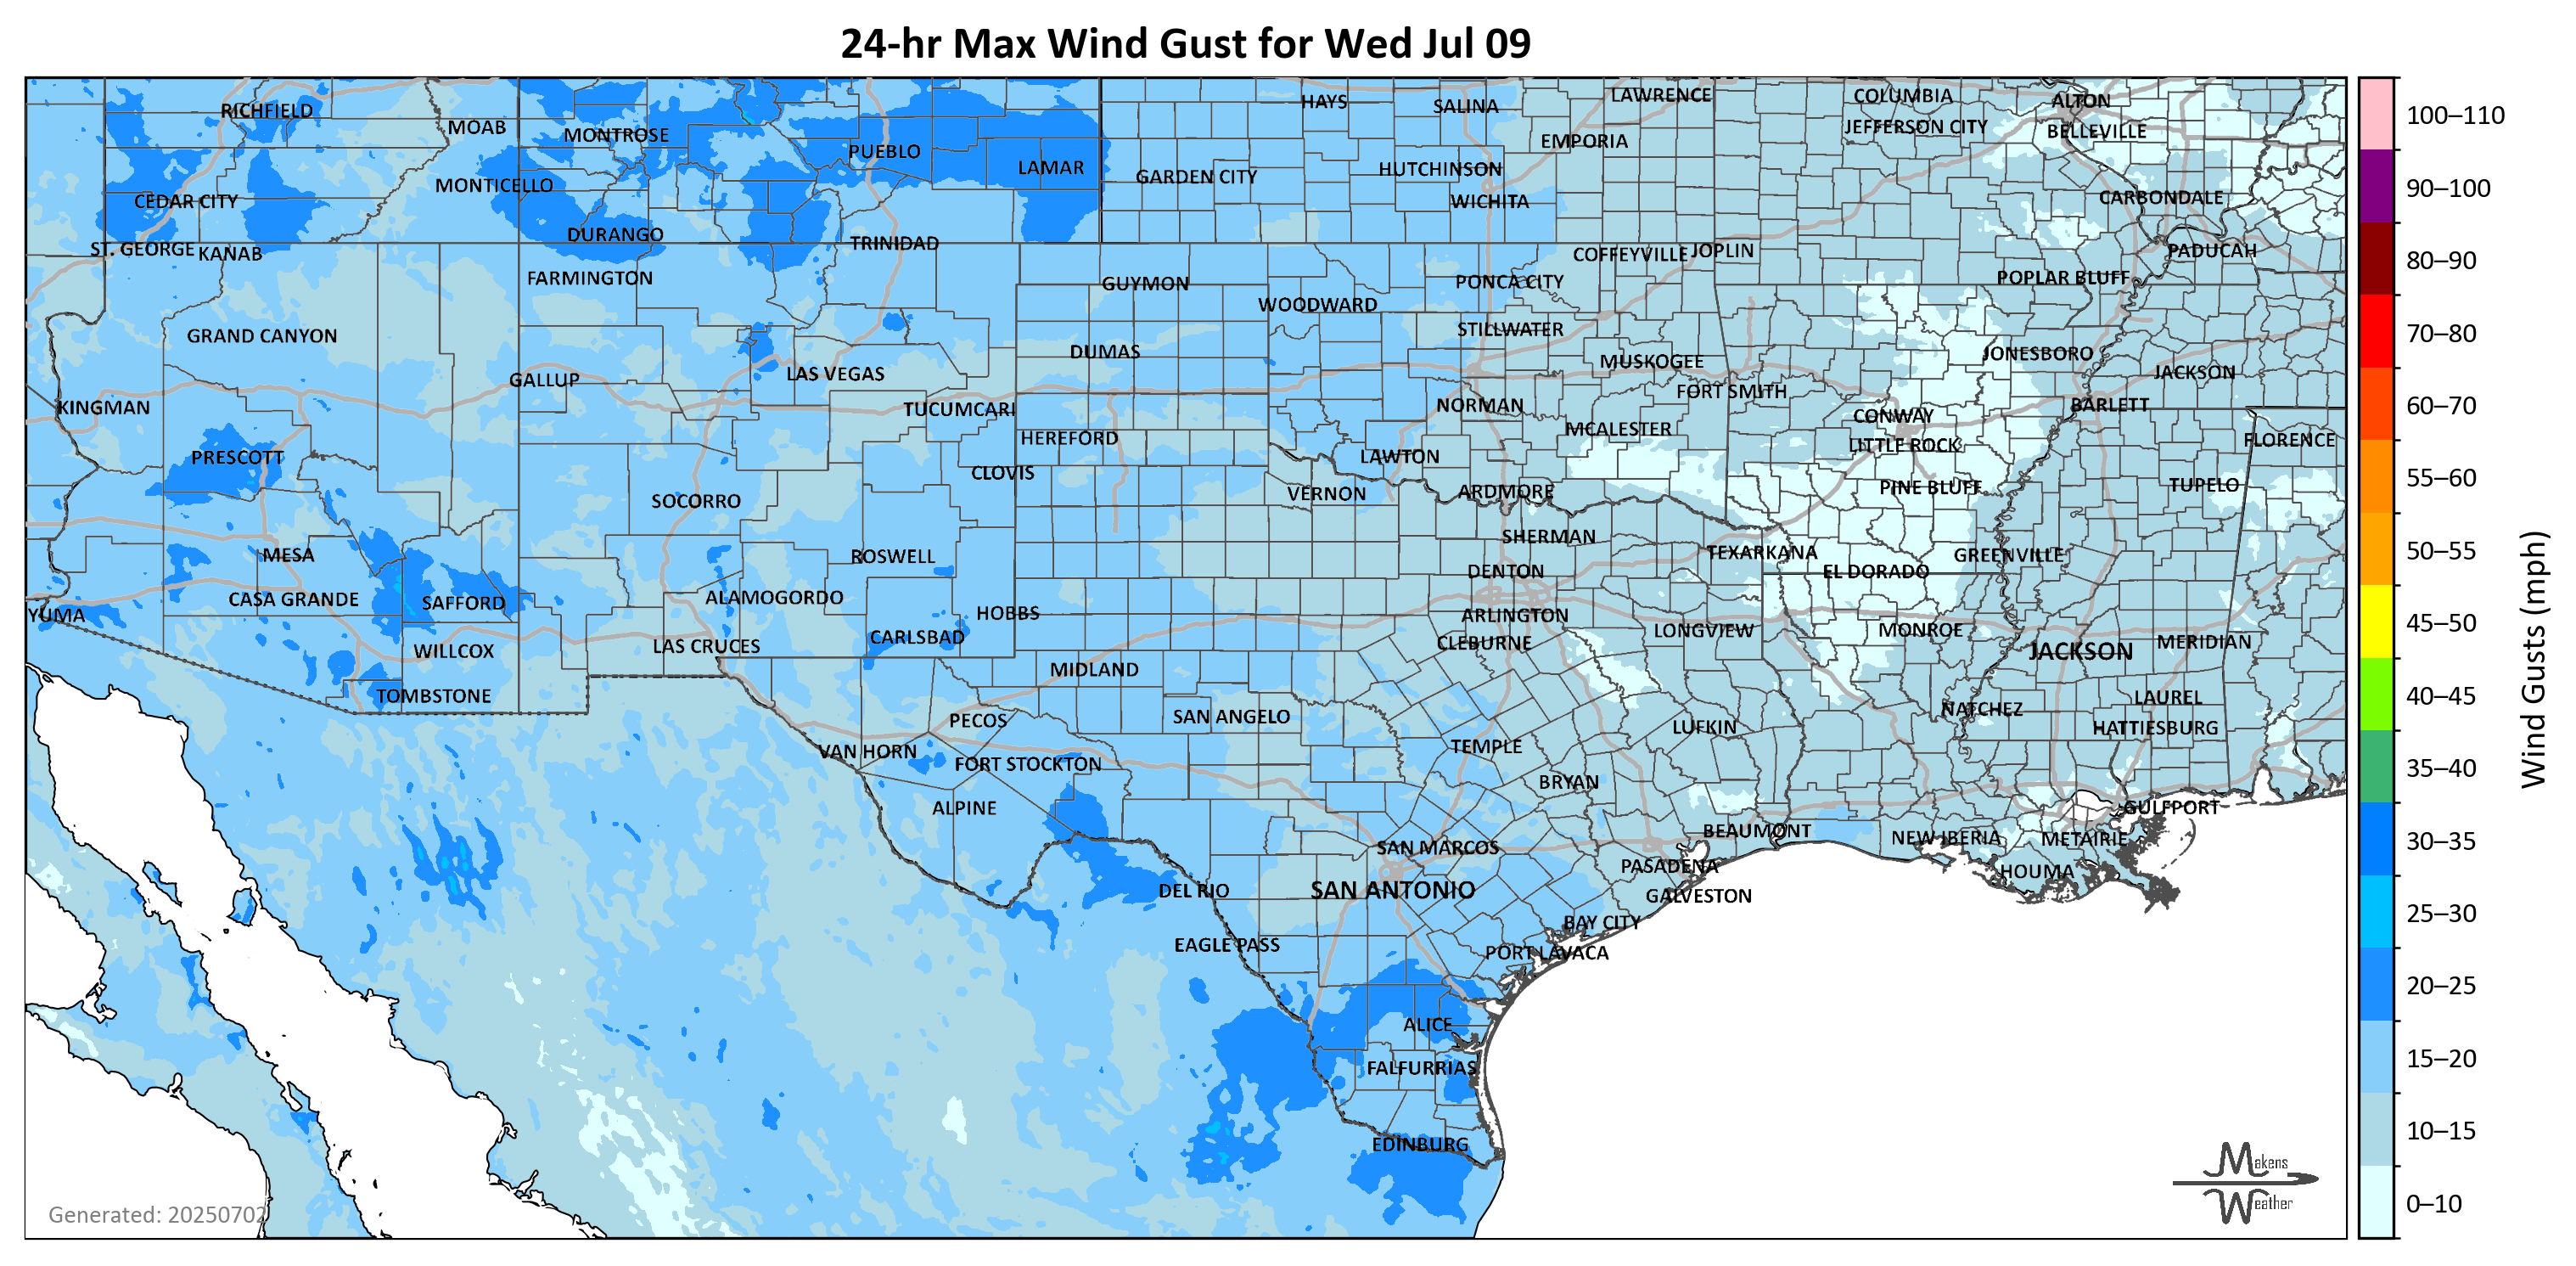 24-hr Max Wind Gust for Wed Jul 09
RICHFIELD
MOAB
MONTROSE
PUEBLO
LAMAR
HAYS
SALINA
LAWRENCE
COLUMBIA
ALTON
JEFFERSON CITY
BELLEVILLE
EMPORIA
HUTCHINSON
GARDEN CITY
MONTICELLO
CEDAR CITY
WICHITA
CARBONDALE
DURANGO
TRINIDAD
ST. GEORGE
KANAB
COFFEYVILLE
JOPLIN
PADUCAH
FARMINGTON
GUYMON
PONCA CITY
POPLAR BLUFF
WOODWARD
GRAND CANYON
STILLWATER
DUMAS
MUSKOGEE
JONESBORO
JACKSON
GALLUP
LAS VEGAS
FORT SMITH
KINGMAN
TUCUMCARI
NORMAN
CONWAY
BARLETT
HEREFORD
MCALESTER
LITTLE ROCK
FLORENCE
PRESCOTT
LAWTON
CLOVIS
SOCORRO
VERNON
ARDMORE
PINE BLUFF
TUPELO
SHERMAN
MESA
ROSWELL
TEXARKANA
GREENVILLE
DENTON
EL DORADO
CASA GRANDE
SAFFORD
ALAMOGORDO
YUMA
HOBBS
ARLINGTON
CARLSBAD
CLEBURNE
LONGVIEW
MONROE
MERIDIAN
LAS CRUCES
WILLCOX
JACKSON
MIDLAND
TOMBSTONE
LAUREL
PECOS
SAN ANGELO
NATCHEZ
LUFKIN
HATTIESBURG
VAN HORN
FORT STOCKTON
TEMPLE
BRYAN
ALPINE
GULFPORT
BEAUMONT
NEW IBERIA
METAIRIE
SAN MARCOS
PASADENA
HOUMA
DEL RIO
SAN ANTONIO
GALVESTON
BAY CITY
EAGLE PASS
PORT LAVACA
ALICE
FALFURRIAS
EDINBURG
Generated: 20250702
Makens
Weather
100–110
90–100
80–90
70–80
60–70
55–60
50–55
45–50
40–45
35–40
30–35
25–30
20–25
15–20
10–15
0–10
Wind Gusts (mph)